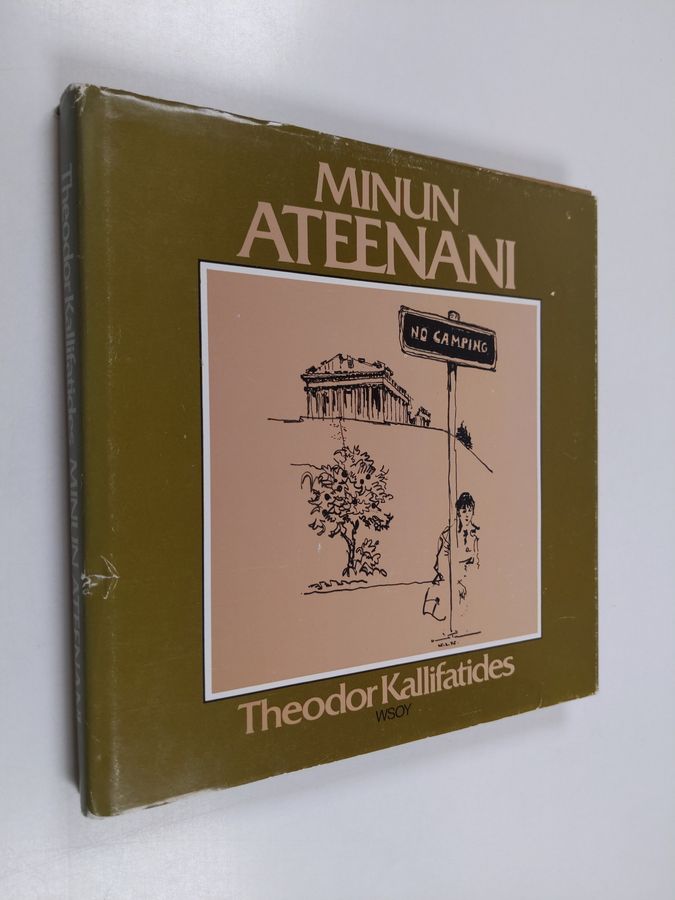 MINUN
ATEENANI
NO CAMPING
Theodor Kallifatides
WSOY
Theodor Kallifatides MINUN ATEENANI